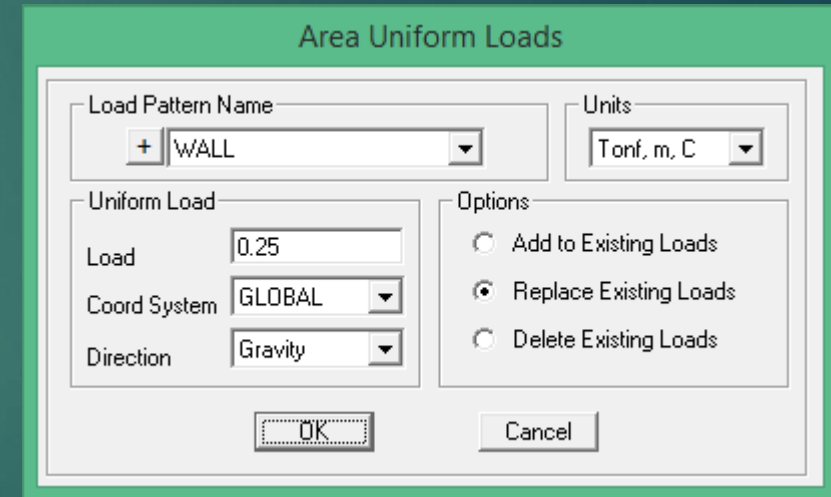 Area Uniform Loads
Load Pattern Name
+ WALL
Units
Tonf, m, C
Uniform Load
Load 0.25
Coord System GLOBAL
Direction Gravity
Options
Add to Existing Loads
Replace Existing Loads
Delete Existing Loads
OK Cancel